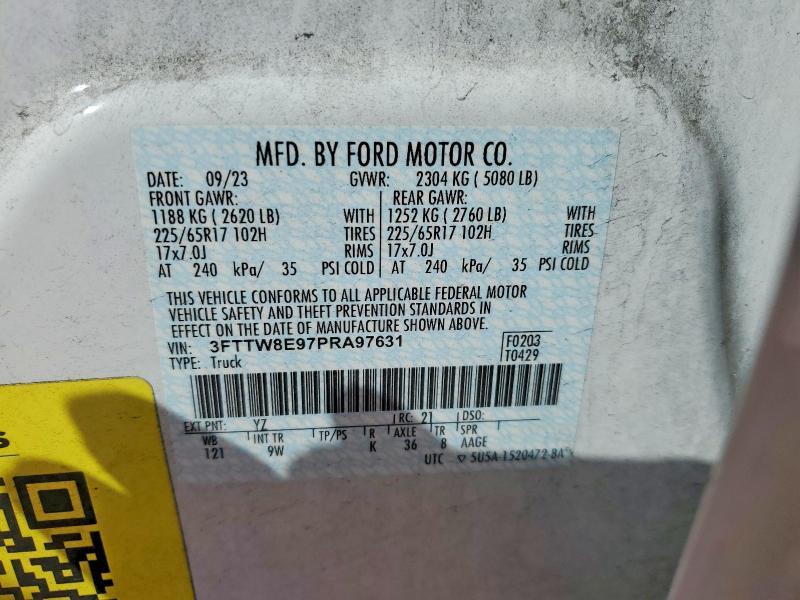 MFD. BY FORD MOTOR CO.
DATE: 09/23 GVWR: 2304 KG ( 5080 LB)
FRONT GAWR: REAR GAWR:
1188 KG ( 2620 LB) WITH 1252 KG ( 2760 LB) WITH
225/65R17 102H TIRES 225/65R17 102H TIRES
17x7.0J RIMS 17x7.0J RIMS
AT 240 kPa/ 35 PSI COLD AT 240 kPa/ 35 PSI COLD
THIS VEHICLE CONFORMS TO ALL APPLICABLE FEDERAL MOTOR
VEHICLE SAFETY AND THEFT PREVENTION STANDARDS IN
EFFECT ON THE DATE OF MANUFACTURE SHOWN ABOVE.
VIN: 3FTTW8E97PRA97631 F0203
TYPE: Truck T0429
EXT PNT: YZ RC: 21 DSO:
WB INT TR TP/PS R AXLE TR SPR
121 9W K 36 8 AAGE
UTC 5U5A-1520472-BA
S